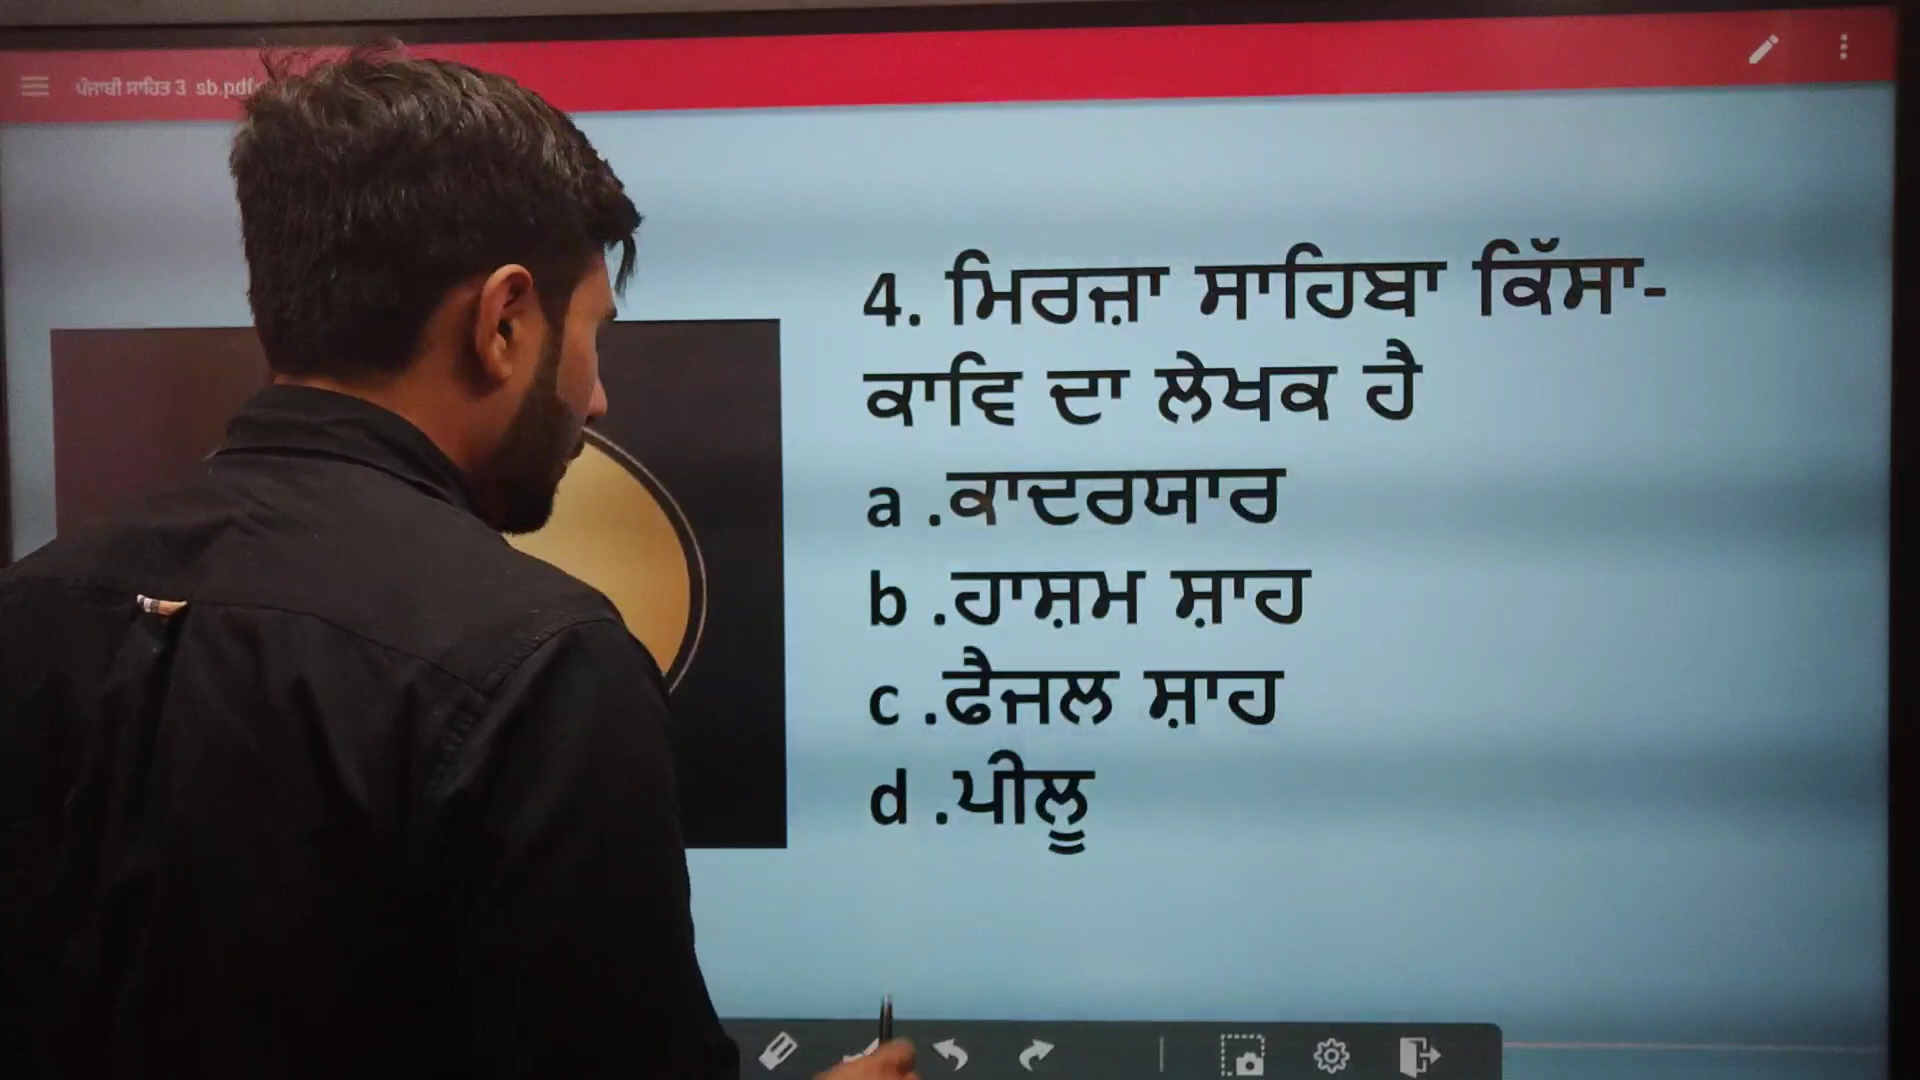 ਪੰਜਾਬੀ ਸਾਹਿਤ 3 sb.pdf
4. ਮਿਰਜ਼ਾ ਸਾਹਿਬਾ ਕਿੱਸਾ-
ਕਾਵਿ ਦਾ ਲੇਖਕ ਹੈ
a .ਕਾਦਰਯਾਰ
b .ਹਾਸ਼ਮ ਸ਼ਾਹ
c .ਫੈਜਲ ਸ਼ਾਹ
d .ਪੀਲੂ